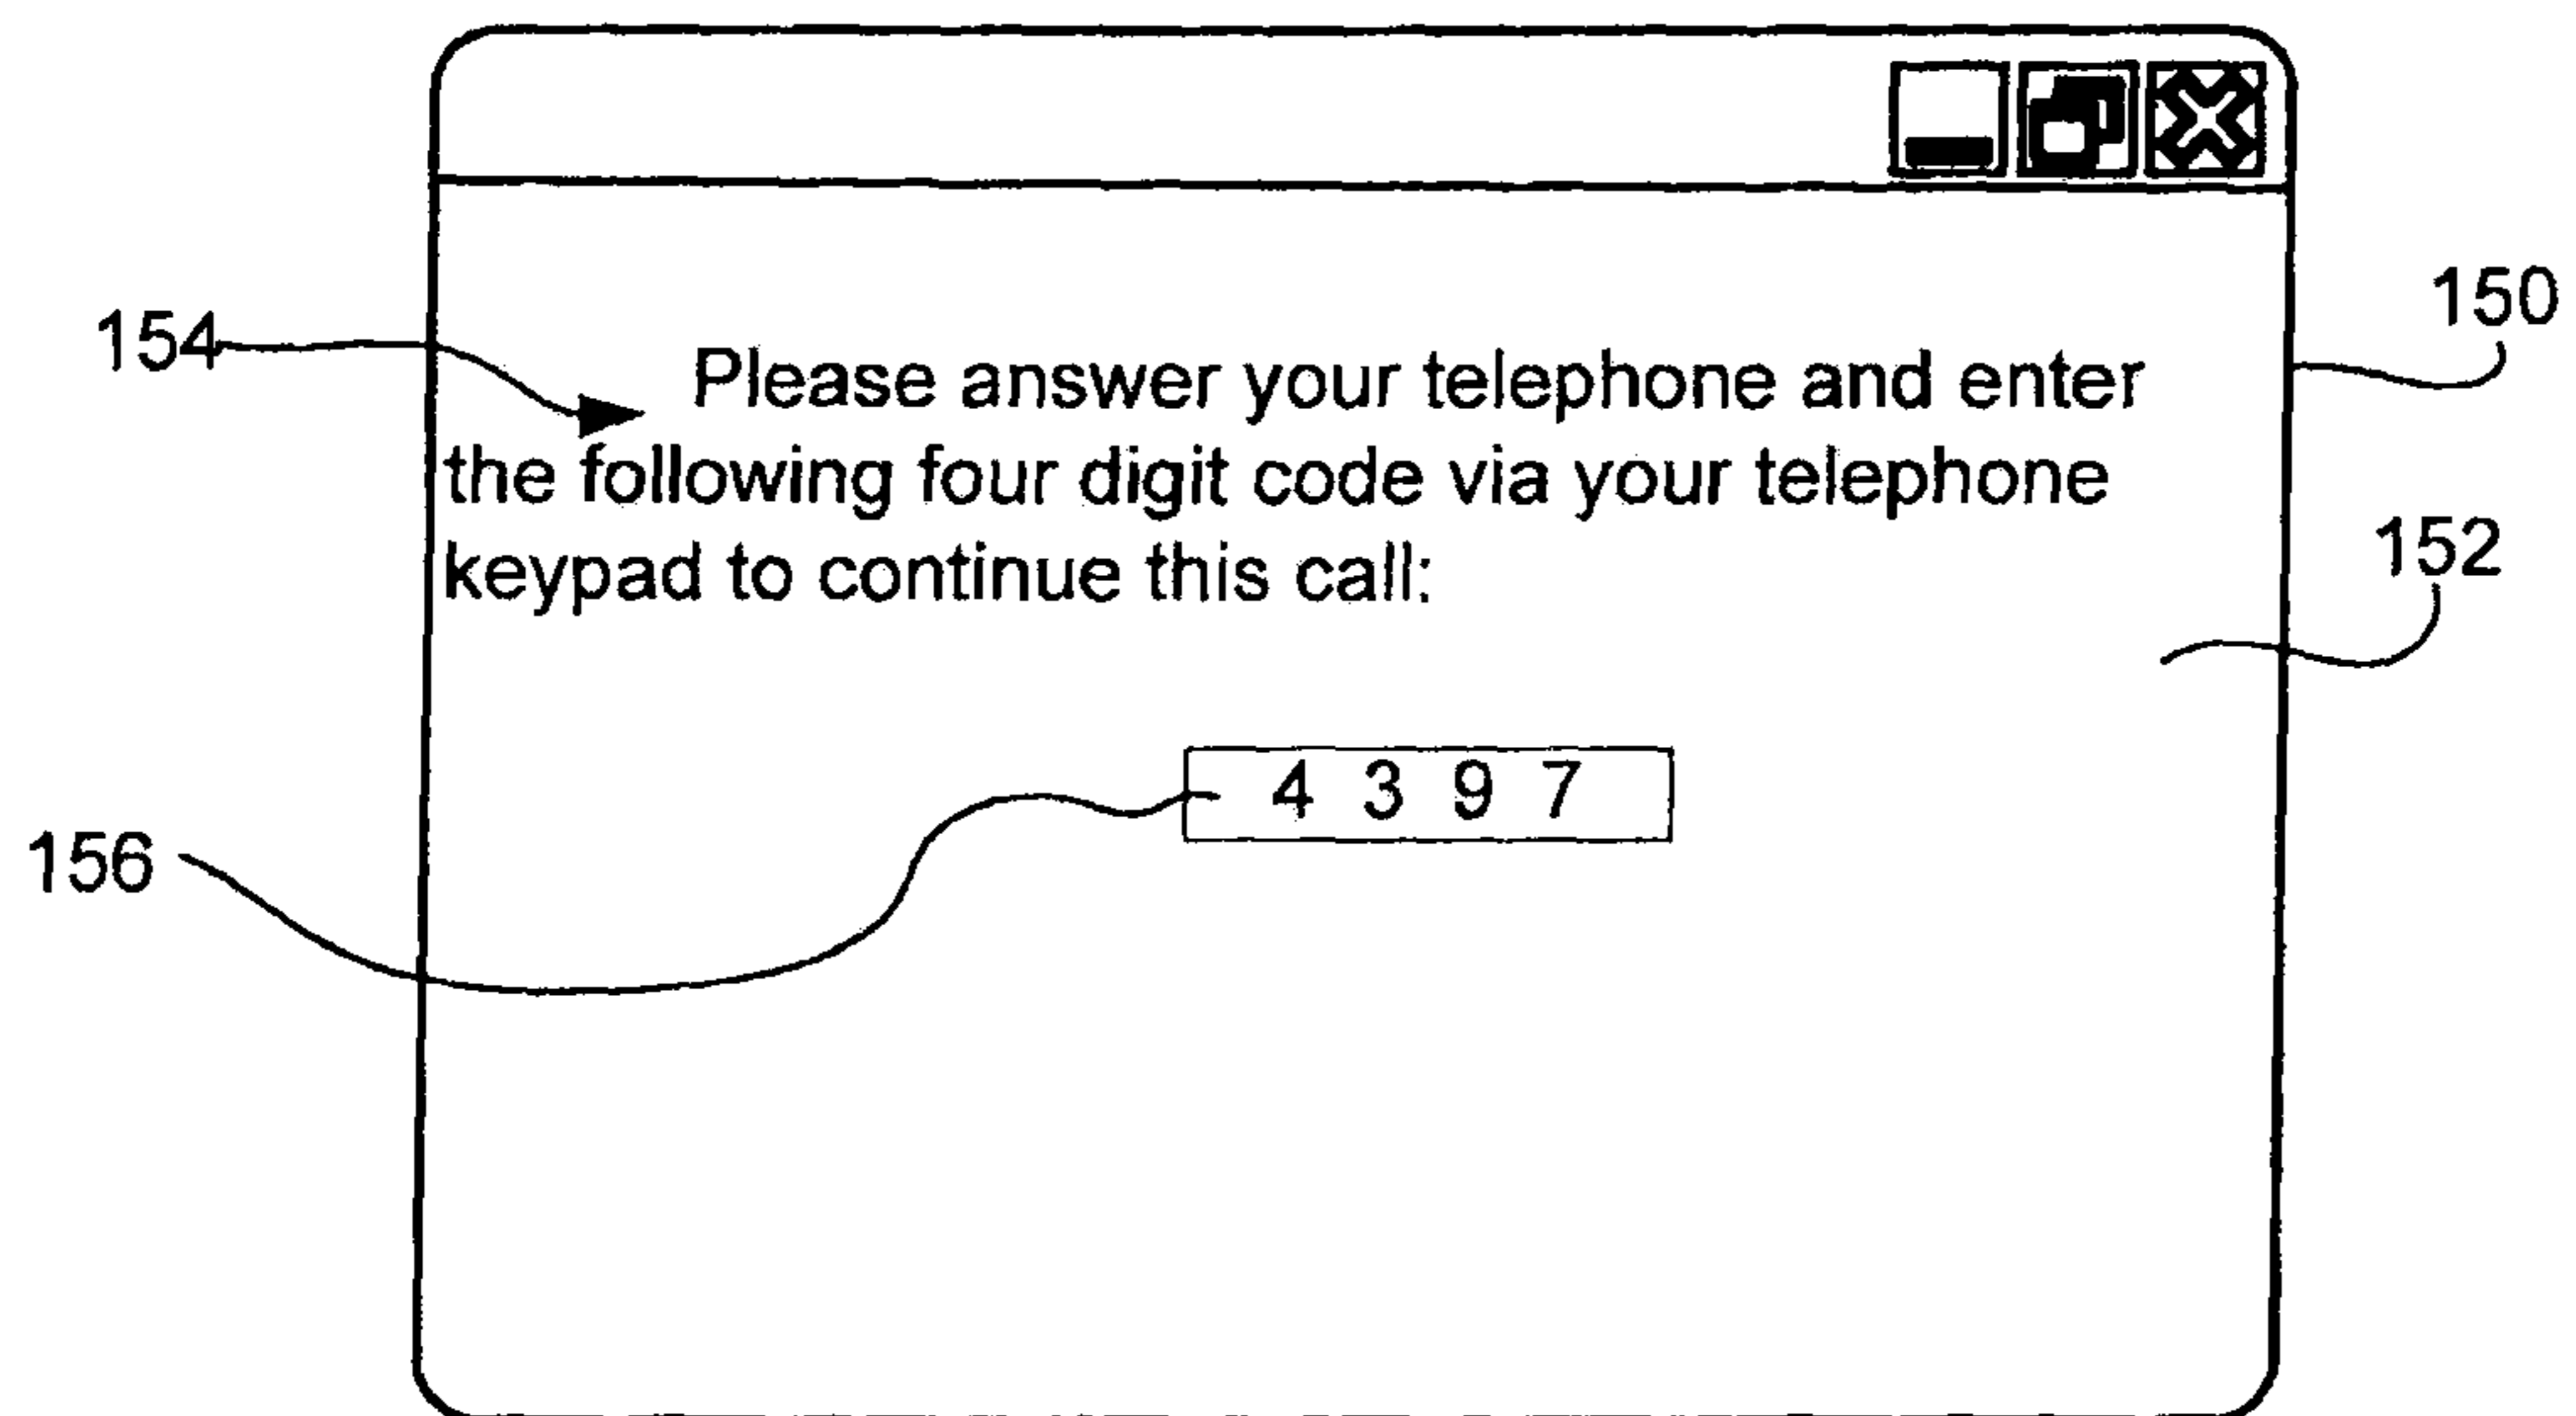 150
154
Please answer your telephone and enter
the following four digit code via your telephone
keypad to continue this call:
152
4 3 9 7
156